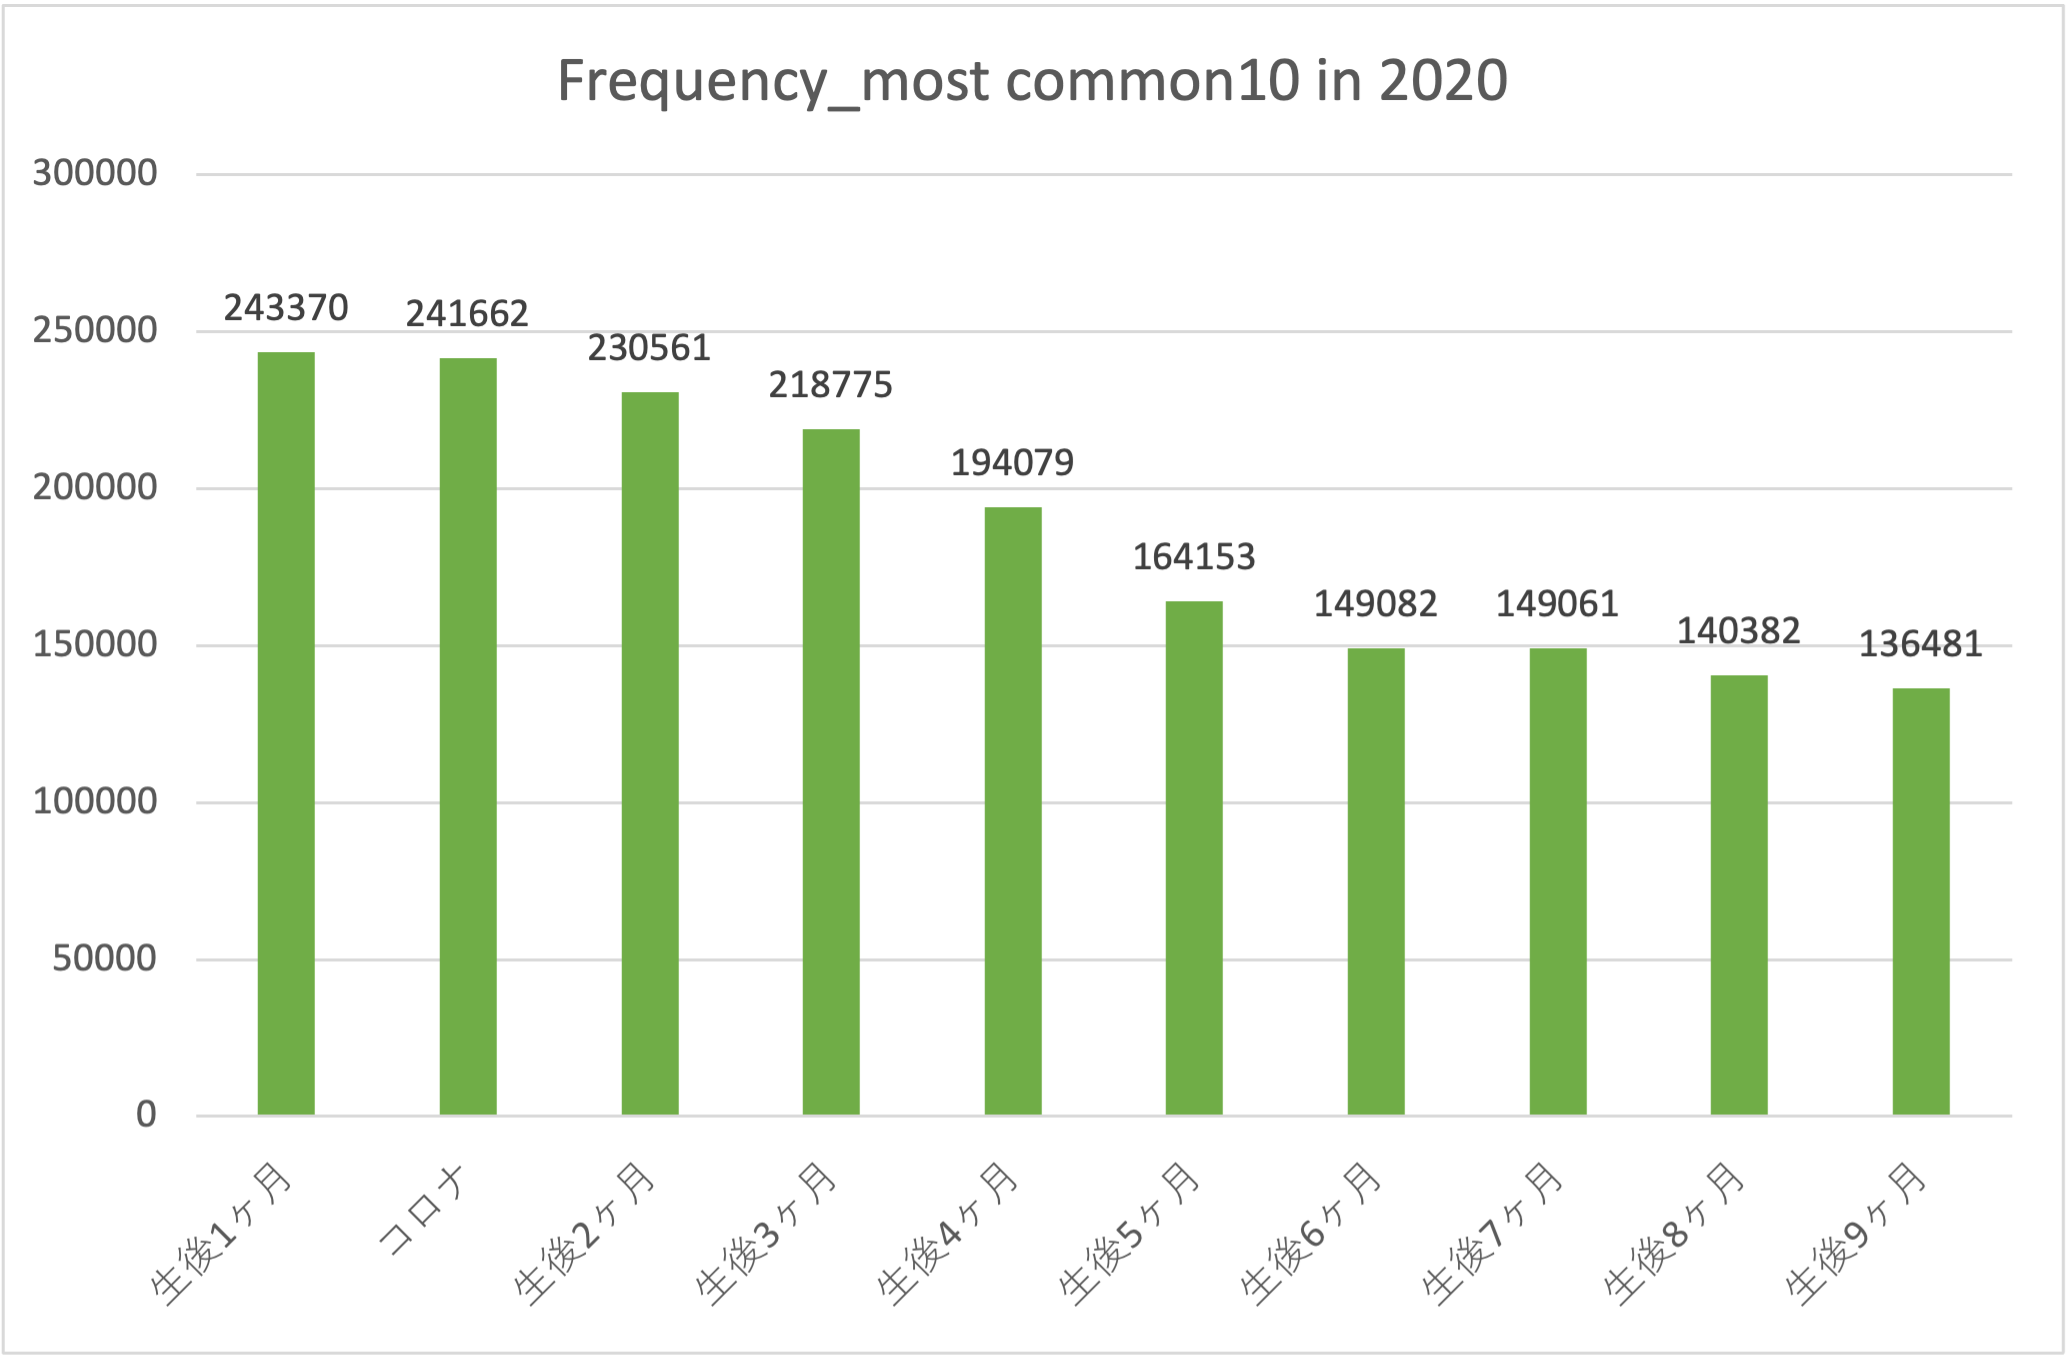 Frequency_most common10 in 2020
300000
250000
200000
150000
100000
50000
0
243370
241662
230561
218775
194079
164153
149082
149061
140382
136481
生後1ヶ月
コロナ
生後2ヶ月
生後3ヶ月
生後4ヶ月
生後5ヶ月
生後6ヶ月
生後7ヶ月
生後8ヶ月
生後9ヶ月